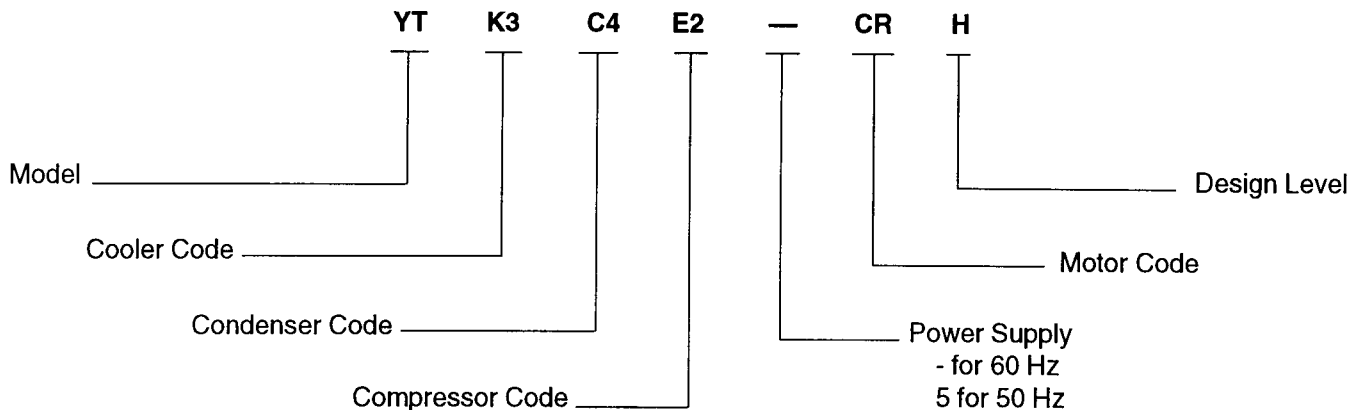 YT K3 C4 E2 — CR H
Model
Design Level
Cooler Code
Motor Code
Condenser Code
Power Supply
- for 60 Hz
5 for 50 Hz
Compressor Code